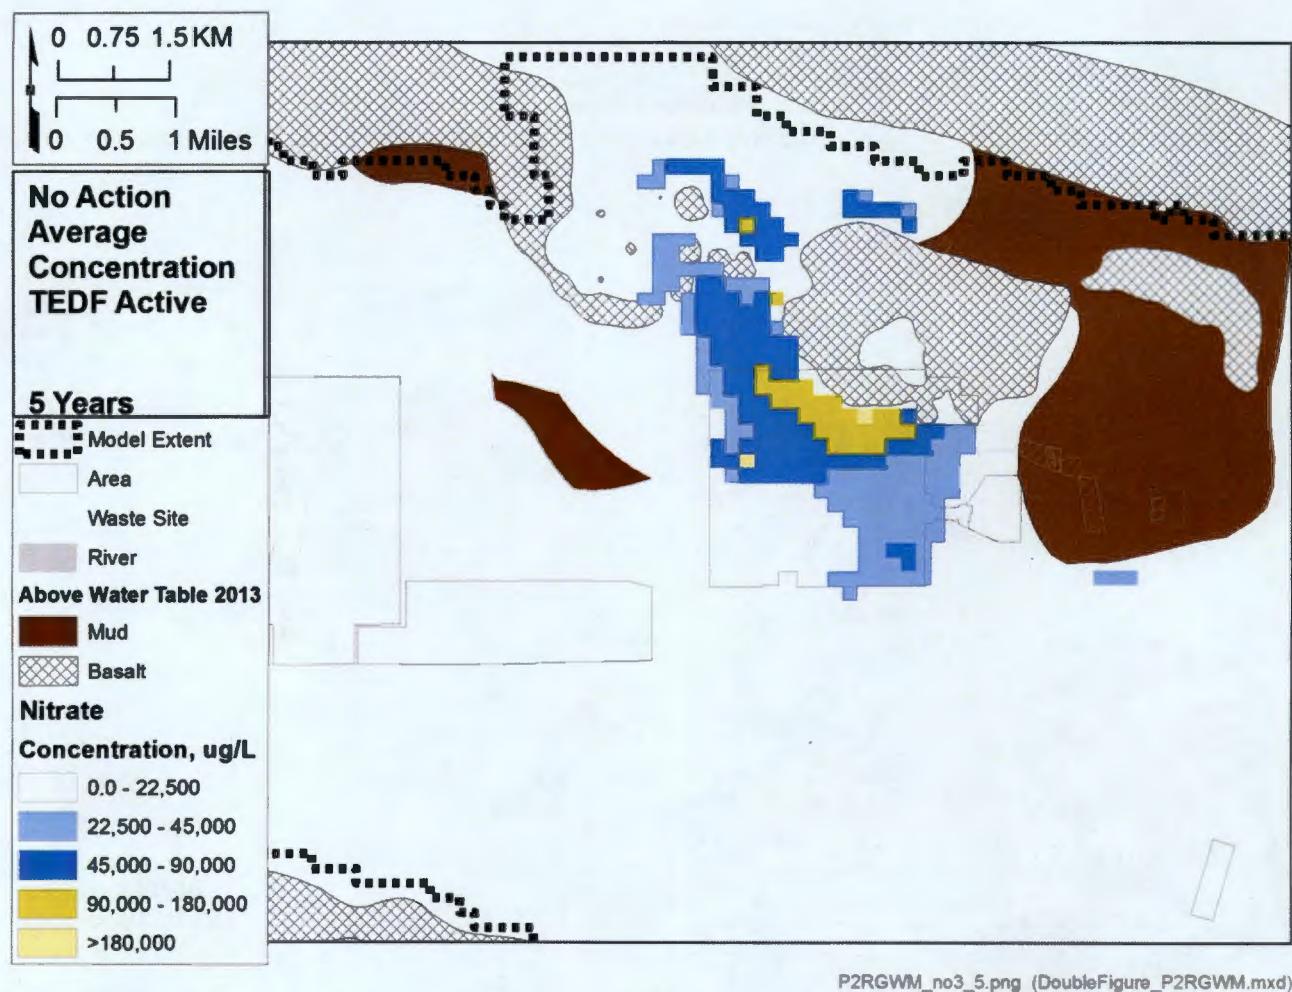 0 0.75 1.5 KM
0 0.5 1 Miles
No Action
Average
Concentration
TEDF Active
5 Years
Model Extent
Area
Waste Site
River
Above Water Table 2013
Mud
Basalt
Nitrate
Concentration, ug/L
0.0 - 22,500
22,500 - 45,000
45,000 - 90,000
90,000 - 180,000
>180,000
P2RGWM_no3_5.png (DoubleFigure_P2RGWM.mxd)